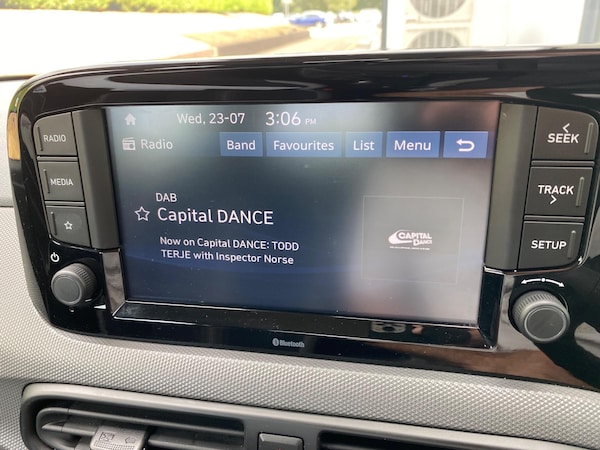 Wed, 23-07 3:06 PM
Radio Band Favourites List Menu
DAB
Capital DANCE
Now on Capital DANCE: TODD
TERJE with Inspector Norse
CAPITAL
DANCE
RADIO
MEDIA
SEEK
TRACK
SETUP
Bluetooth